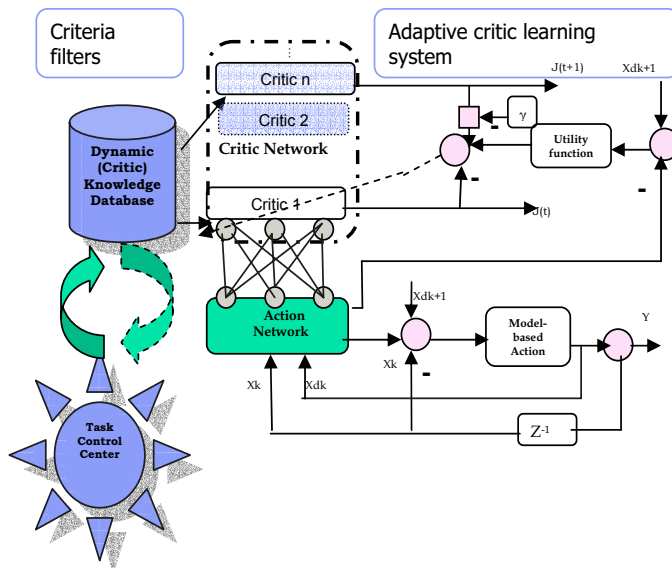 Criteria
filters
Adaptive critic learning
system
Critic n
Critic 2
Critic Network
Critic 1
J(t+1)
Xdk+1
γ
Utility
function
J(t)
Dynamic
(Critic)
Knowledge
Database
Action
Network
Xdk+1
Model-
based
Action
Y
Xk
Xdk
Xk
Z-1
Task
Control
Center